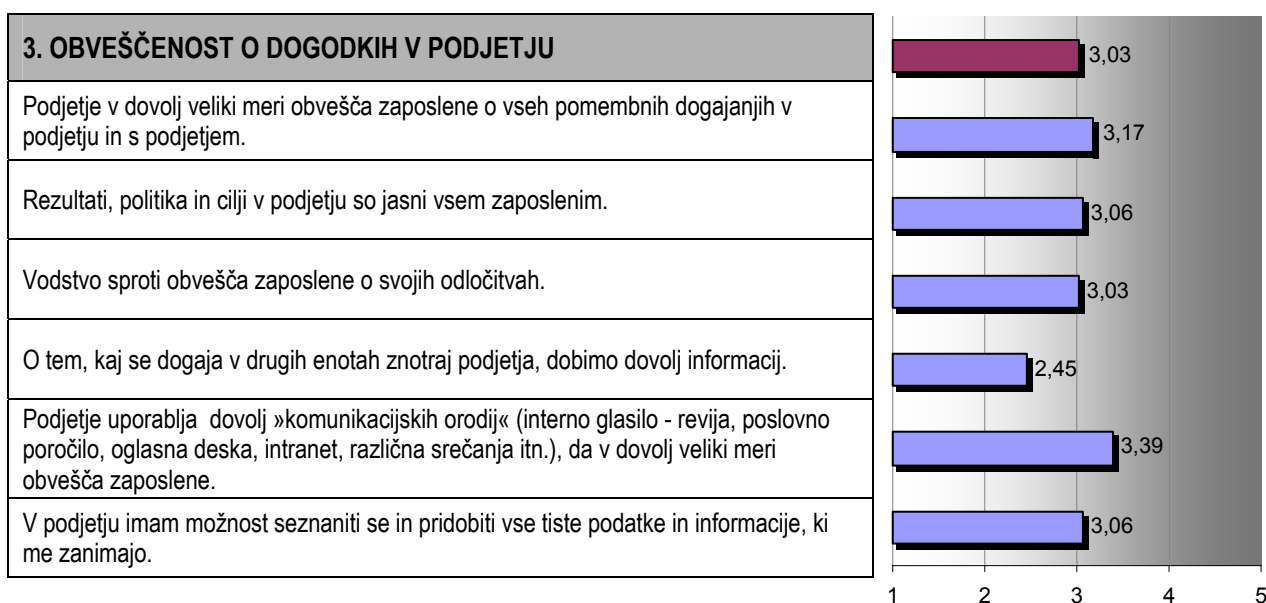 3. OBVEŠČENOST O DOGODKIH V PODJETJU
3,03
Podjetje v dovolj veliki meri obvešča zaposlene o vseh pomembnih dogajanjih v
podjetju in s podjetjem.
3,17
Rezultati, politika in cilji v podjetju so jasni vsem zaposlenim.
3,06
Vodstvo sproti obvešča zaposlene o svojih odločitvah.
3,03
O tem, kaj se dogaja v drugih enotah znotraj podjetja, dobimo dovolj informacij.
2,45
Podjetje uporablja dovolj »komunikacijskih orodij« (interno glasilo - revija, poslovno
poročilo, oglasna deska, intranet, različna srečanja itn.), da v dovolj veliki meri
obvešča zaposlene.
3,39
V podjetju imam možnost seznaniti se in pridobiti vse tiste podatke in informacije, ki
me zanimajo.
3,06
1 2 3 4 5